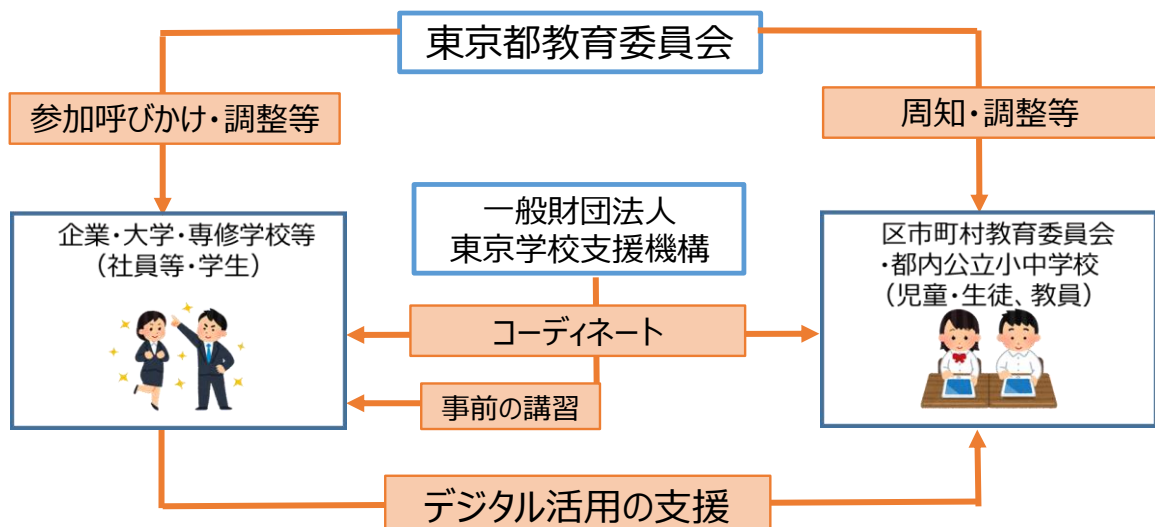 東京都教育委員会
参加呼びかけ・調整等
周知・調整等
一般財団法人
東京学校支援機構
企業・大学・専修学校等
（社員等・学生）
区市町村教育委員会
・都内公立小中学校
（児童・生徒、教員）
コーディネート
事前の講習
デジタル活用の支援